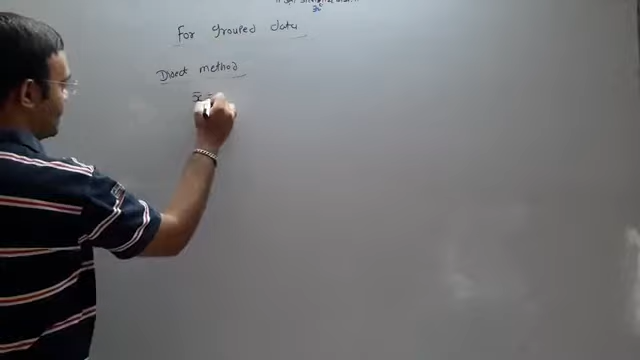 For grouped data
Direct method
x̄ =